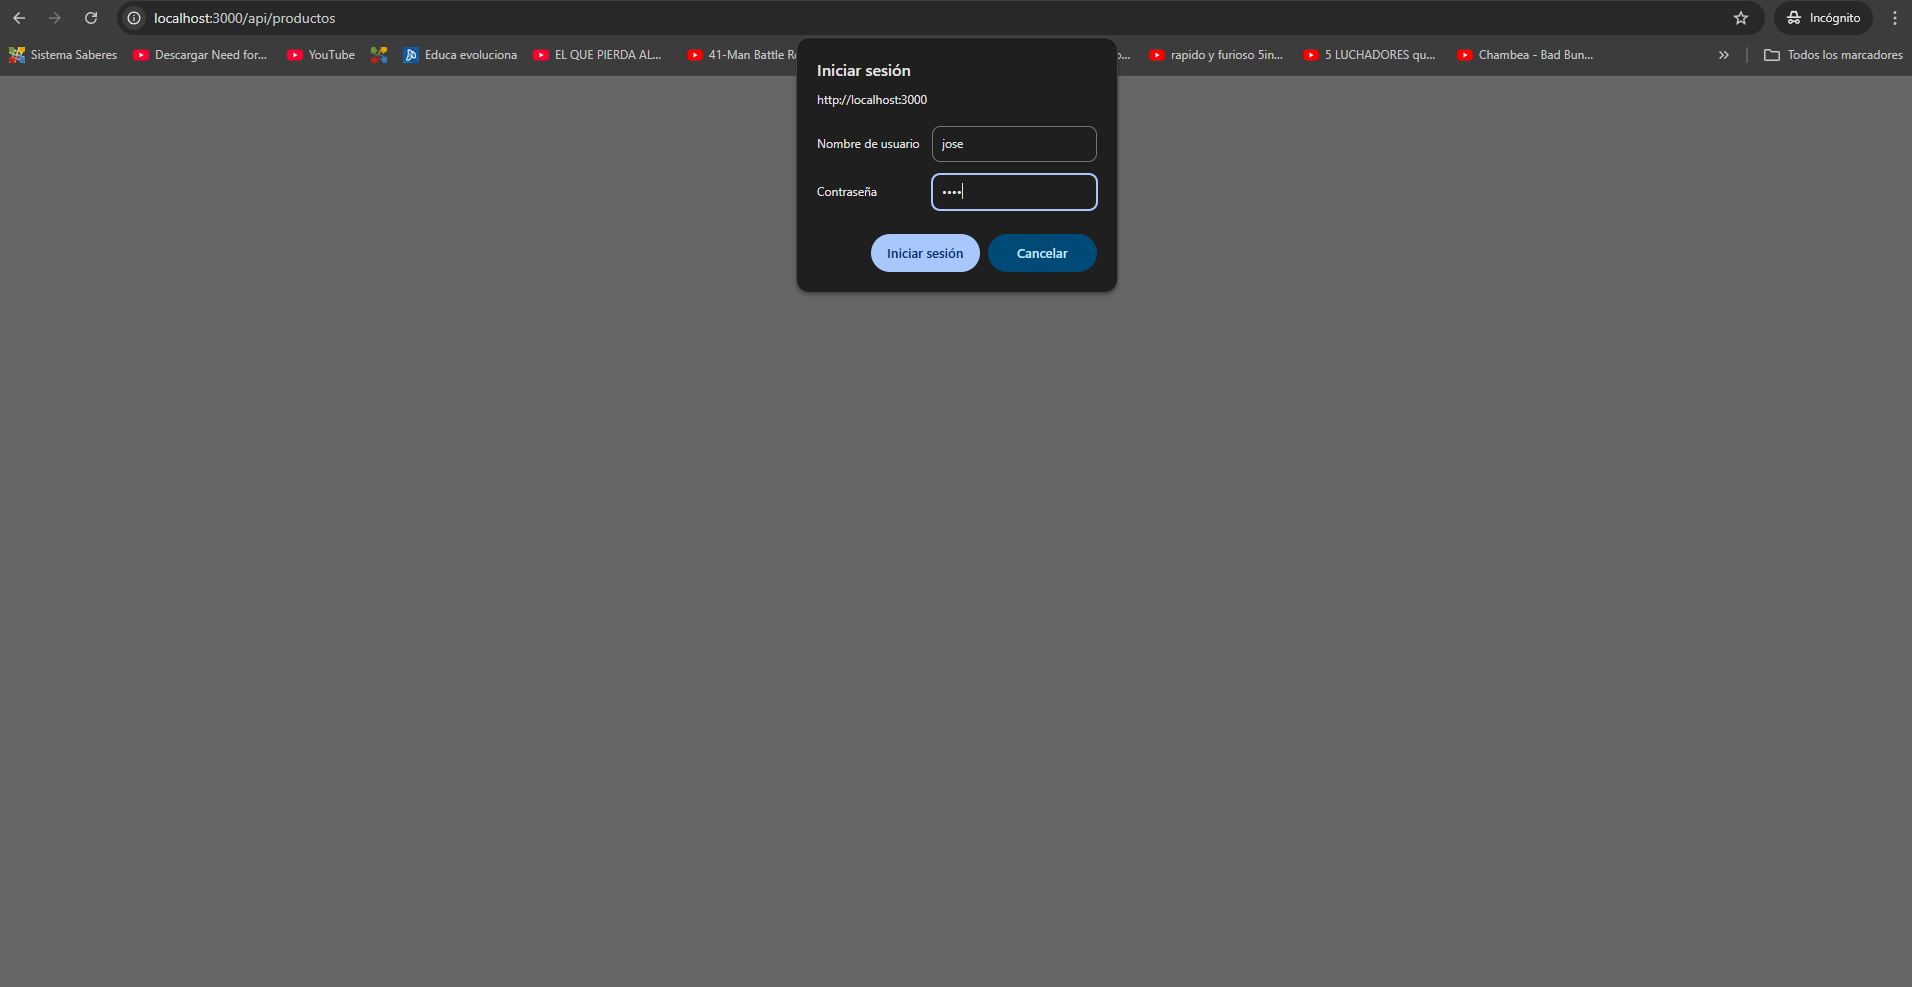 localhost:3000/api/productos
Incógnito
Sistema Saberes
Descargar Need for...
YouTube
Educa evoluciona
EL QUE PIERDA AL...
41-Man Battle R
rapido y furioso 5in...
5 LUCHADORES qu...
Chambea - Bad Bun...
Todos los marcadores
Iniciar sesión
http://localhost:3000
Nombre de usuario
jose
Contraseña
••••
Iniciar sesión
Cancelar